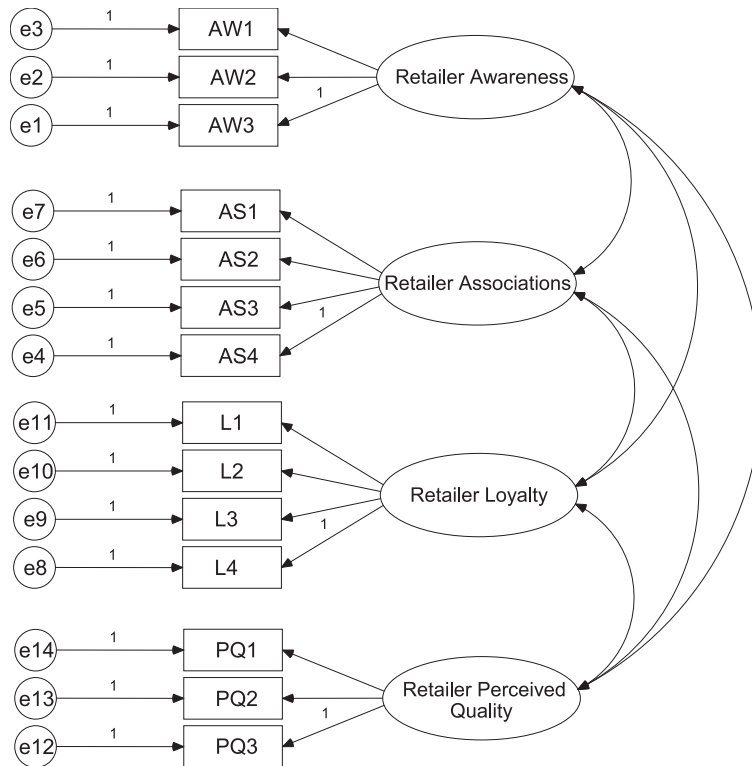 e3 1 AW1
e2 1 AW2
e1 1 AW3
1
Retailer Awareness
e7 1 AS1
e6 1 AS2
e5 1 AS3
e4 1 AS4
1
Retailer Associations
e11 1 L1
e10 1 L2
e9 1 L3
e8 1 L4
1
Retailer Loyalty
e14 1 PQ1
e13 1 PQ2
e12 1 PQ3
1
Retailer Perceived
Quality